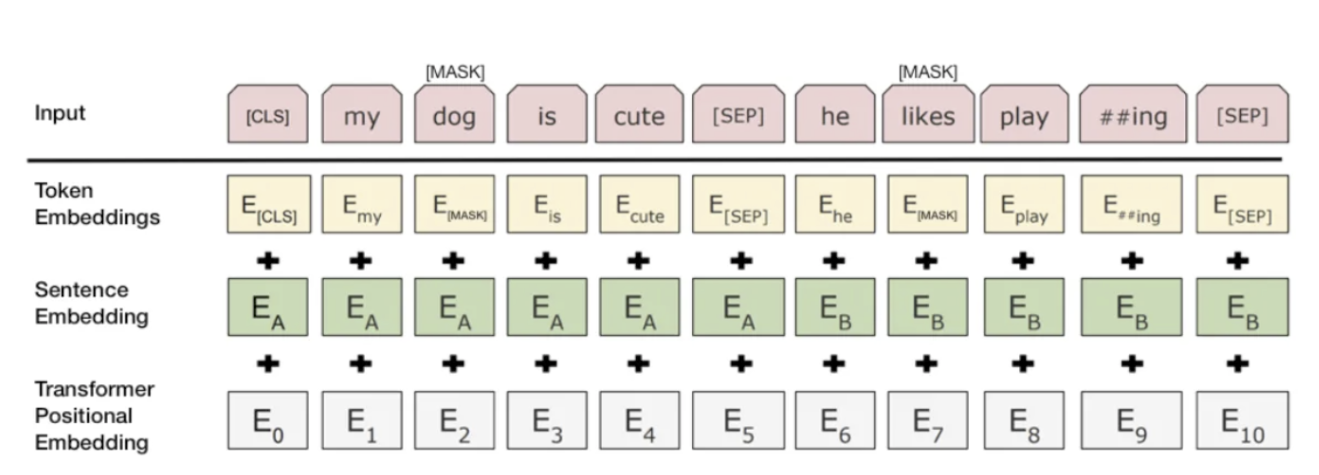 [MASK] [MASK]
Input [CLS] my dog is cute [SEP] he likes play ##ing [SEP]
Token
Embeddings
E[CLS] Emy E[MASK] Eis Ecute E[SEP] Ehe E[MASK] Eplay E##ing E[SEP]
+ + + + + + + + + + +
Sentence
Embedding
EA EA EA EA EA EA EB EB EB EB EB
+ + + + + + + + + + +
Transformer
Positional
Embedding
E0 E1 E2 E3 E4 E5 E6 E7 E8 E9 E10